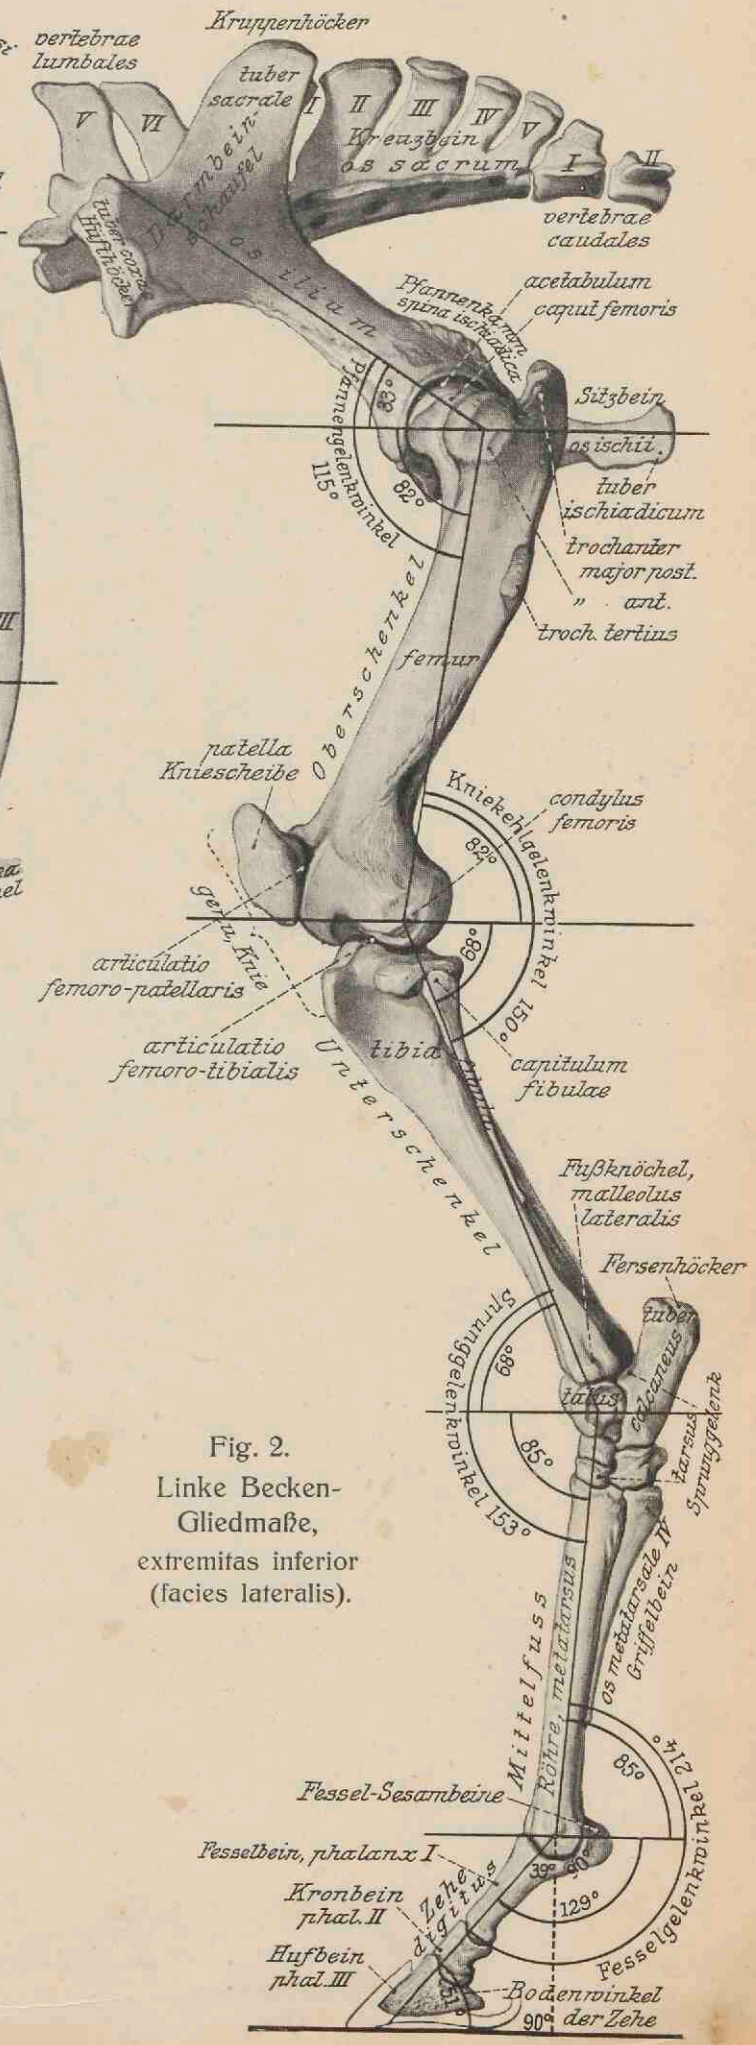 vertebrae
lumbales
Kruppenhöcker
tuber
sacrale
V
VI
I
II
III
IV
V
I
II
Kreuzbein
os sacrum
Darmbein-
schaufel
os ilium
tuber coxae
Hüfthöcker
vertebrae
caudales
Pfannenkamm
spina ischiadica
acetabulum
caput femoris
Sitzbein
os ischii
tuber
ischiadicum
33°
82°
Pfannengelenkwinkel
115°
trochanter
major post.
„ ant.
troch. tertius
Oberschenkel
femur
patella
Kniescheibe
Kniekehlgelenkwinkel 150°
condylus
femoris
82°
68°
genu, Knie
articulatio
femoro-patellaris
articulatio
femoro-tibialis
tibia
fibula
capitulum
fibulae
Unterschenkel
Fußknöchel,
malleolus
lateralis
Fersenhöcker
tuber
calcaneus
talus
tarsus
Sprunggelenk
Sprunggelenkwinkel 153°
68°
85°
Fig. 2.
Linke Becken-
Gliedmaße,
extremitas inferior
(facies lateralis).
os metatarsale IV
Griffelbein
Mittelfuss
Röhre, metatarsus
Fesselgelenkwinkel 214°
85°
Fessel-Sesambeine
39°
90°
129°
Fesselbein, phalanx I
Zehe
digitus
Kronbein
phal. II
Hufbein
phal. III
51°
Bodenwinkel
der Zehe
90°
III